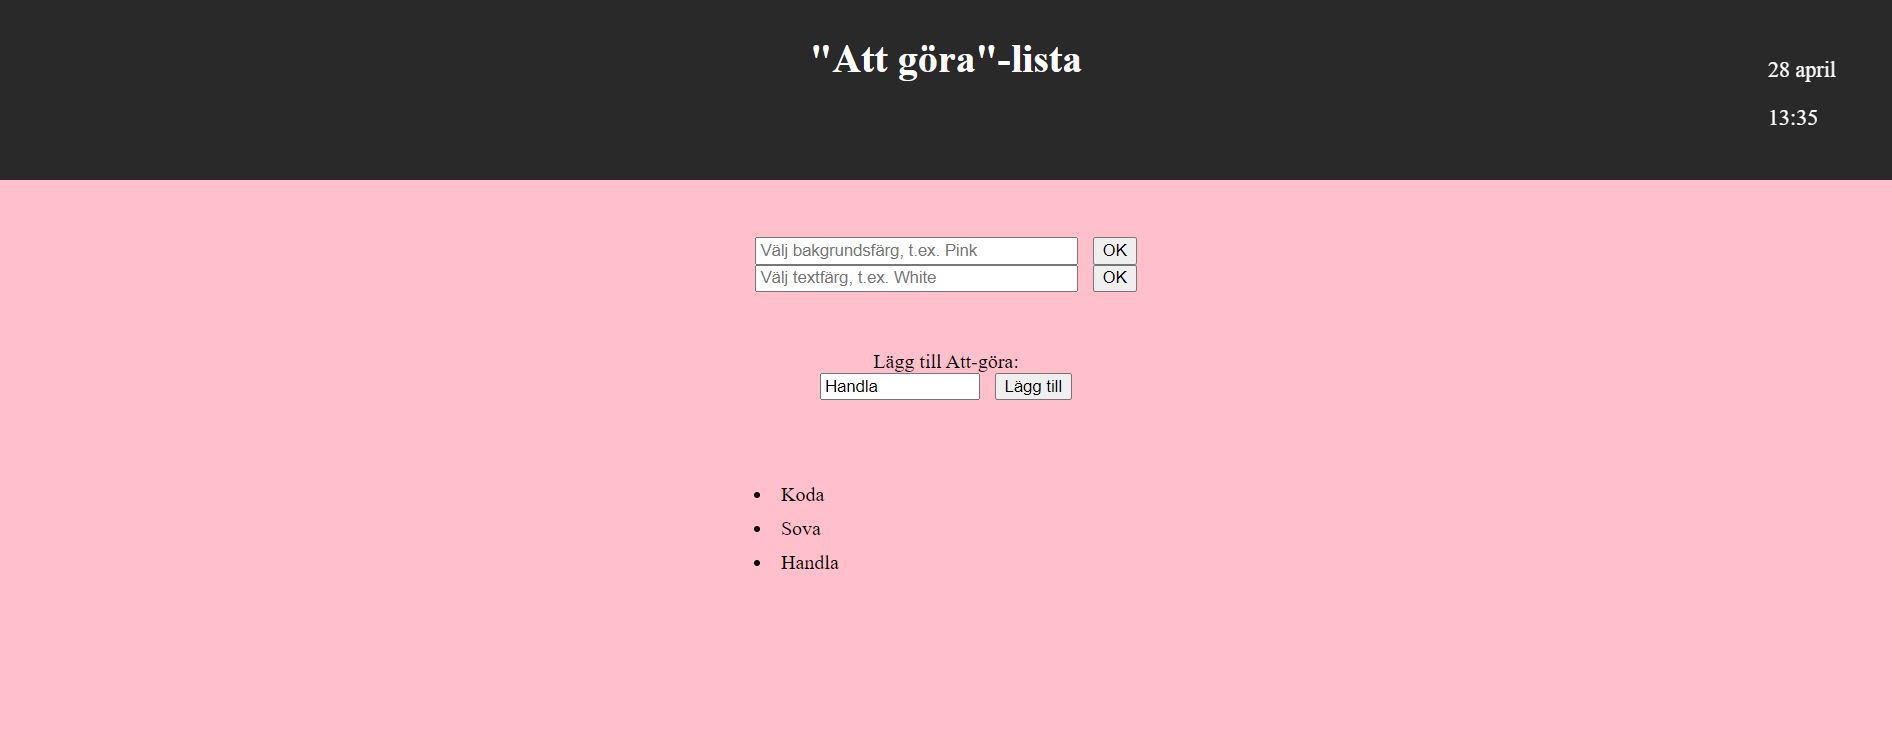 "Att göra"-lista
28 april
13:35
Välj bakgrundsfärg, t.ex. Pink OK
Välj textfärg, t.ex. White OK
Lägg till Att-göra:
Handla Lägg till
Koda
Sova
Handla